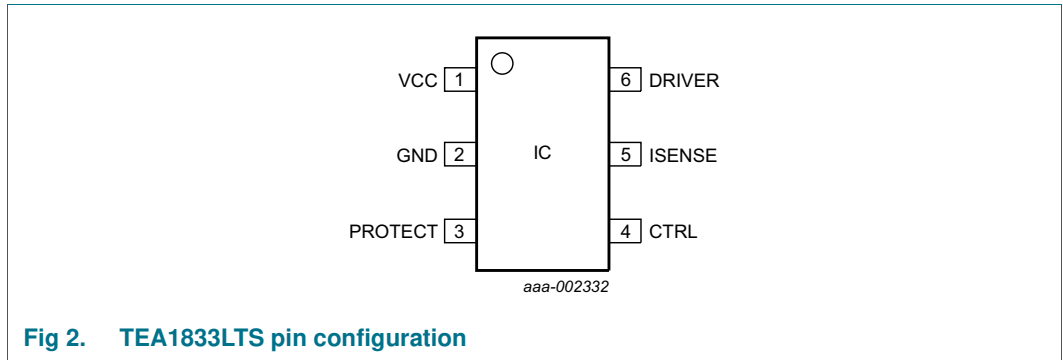 VCC 1 6 DRIVER
GND 2 IC 5 ISENSE
PROTECT 3 4 CTRL
aaa-002332
Fig 2. TEA1833LTS pin configuration